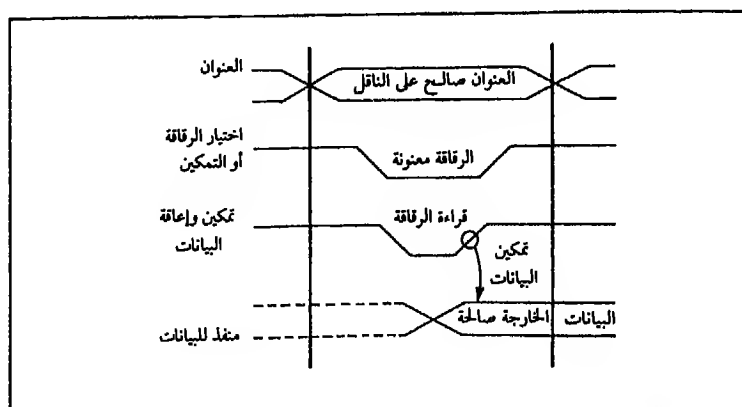 العنوان
العنوان صالح على الناقل
اختيار الرقاقة
أو التمكين
الرقاقة معنونة
تمكين وإعاقة
البيانات
قراءة الرقاقة
تمكين
البيانات
منفذ للبيانات
البيانات الخارجة صالحة